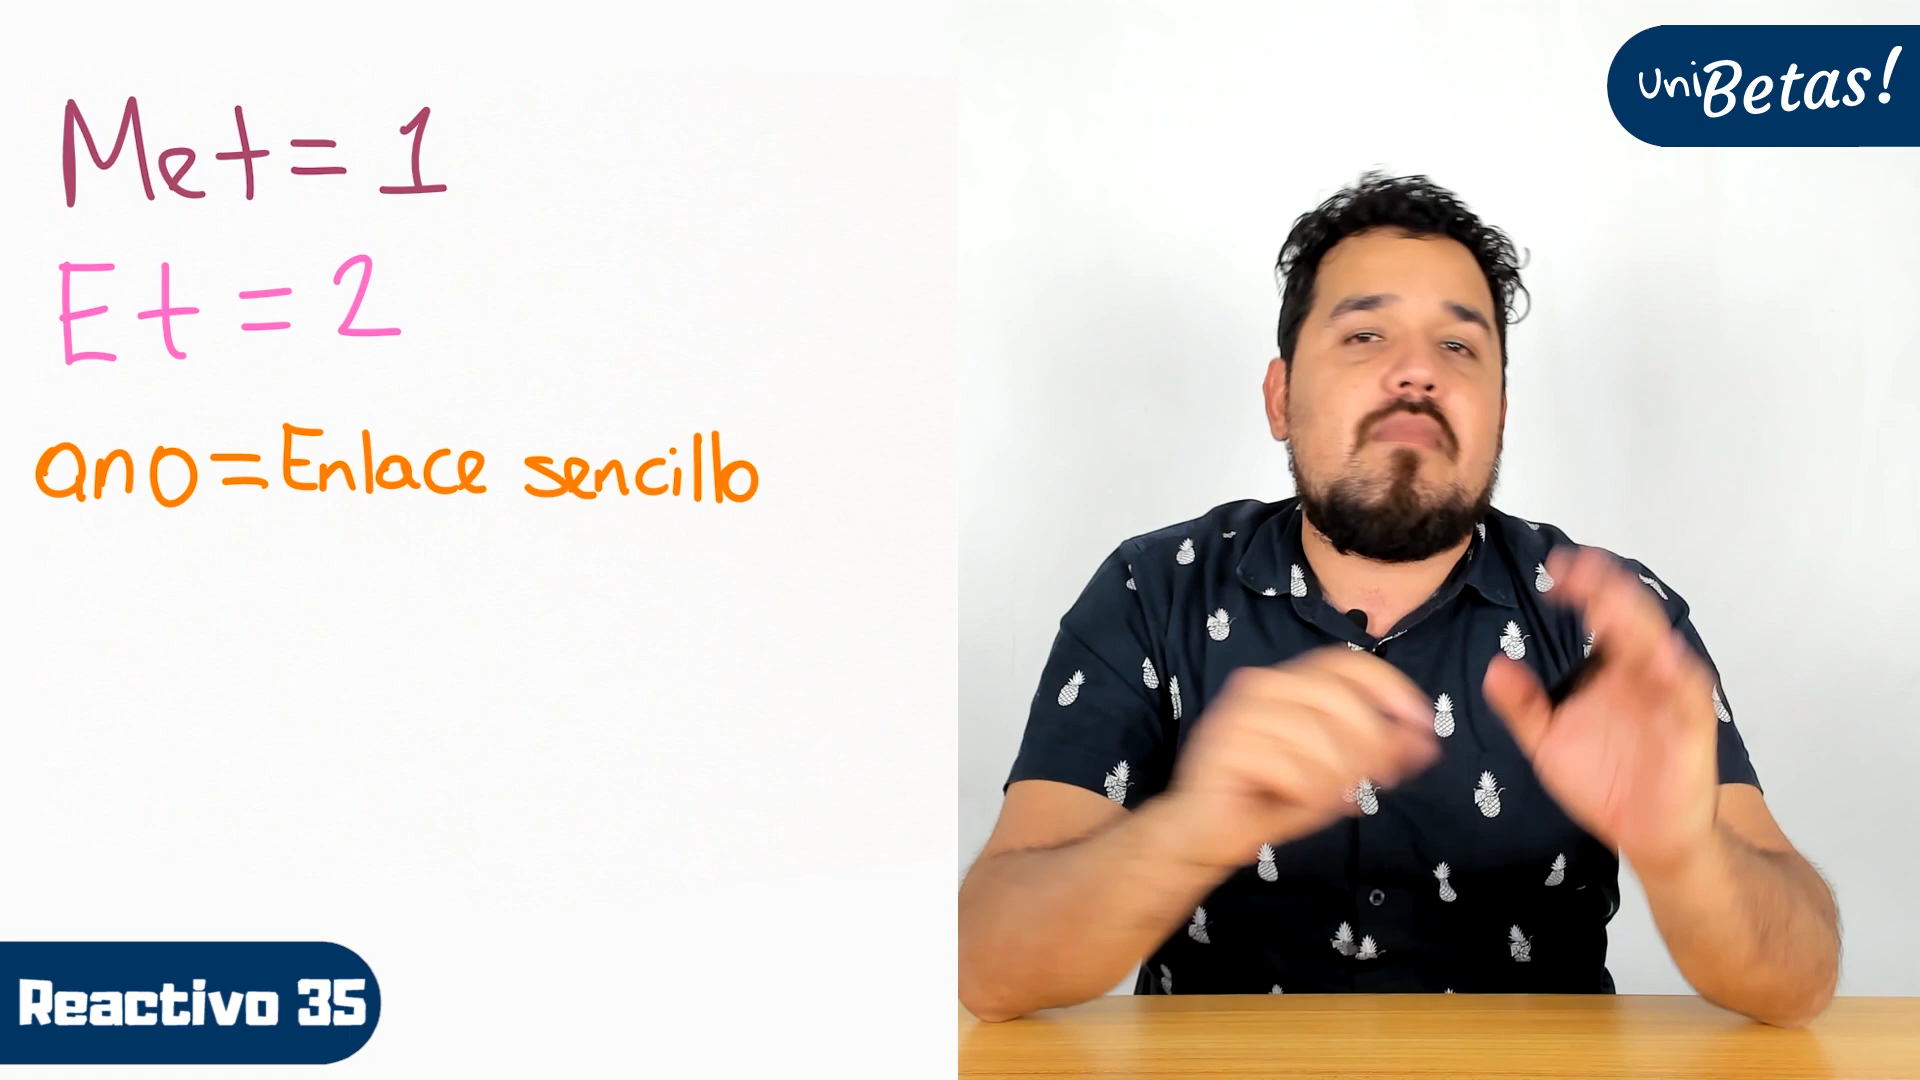 Met = 1
Et = 2
ano = Enlace sencillo
UniBetas!
Reactivo 35